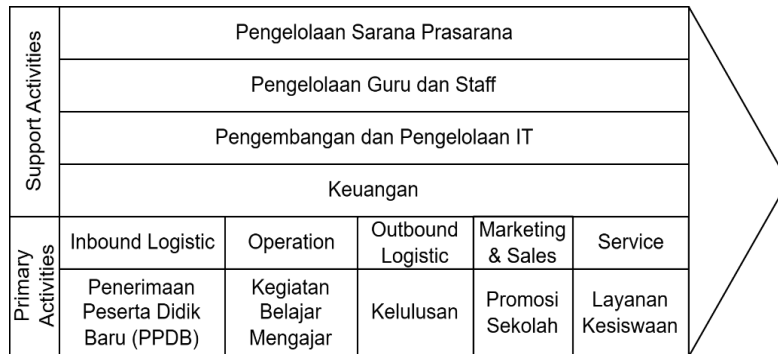 Support Activities
Pengelolaan Sarana Prasarana
Pengelolaan Guru dan Staff
Pengembangan dan Pengelolaan IT
Keuangan
Primary
Activities
Inbound Logistic
Operation
Outbound
Logistic
Marketing
& Sales
Service
Penerimaan
Peserta Didik
Baru (PPDB)
Kegiatan
Belajar
Mengajar
Kelulusan
Promosi
Sekolah
Layanan
Kesiswaan